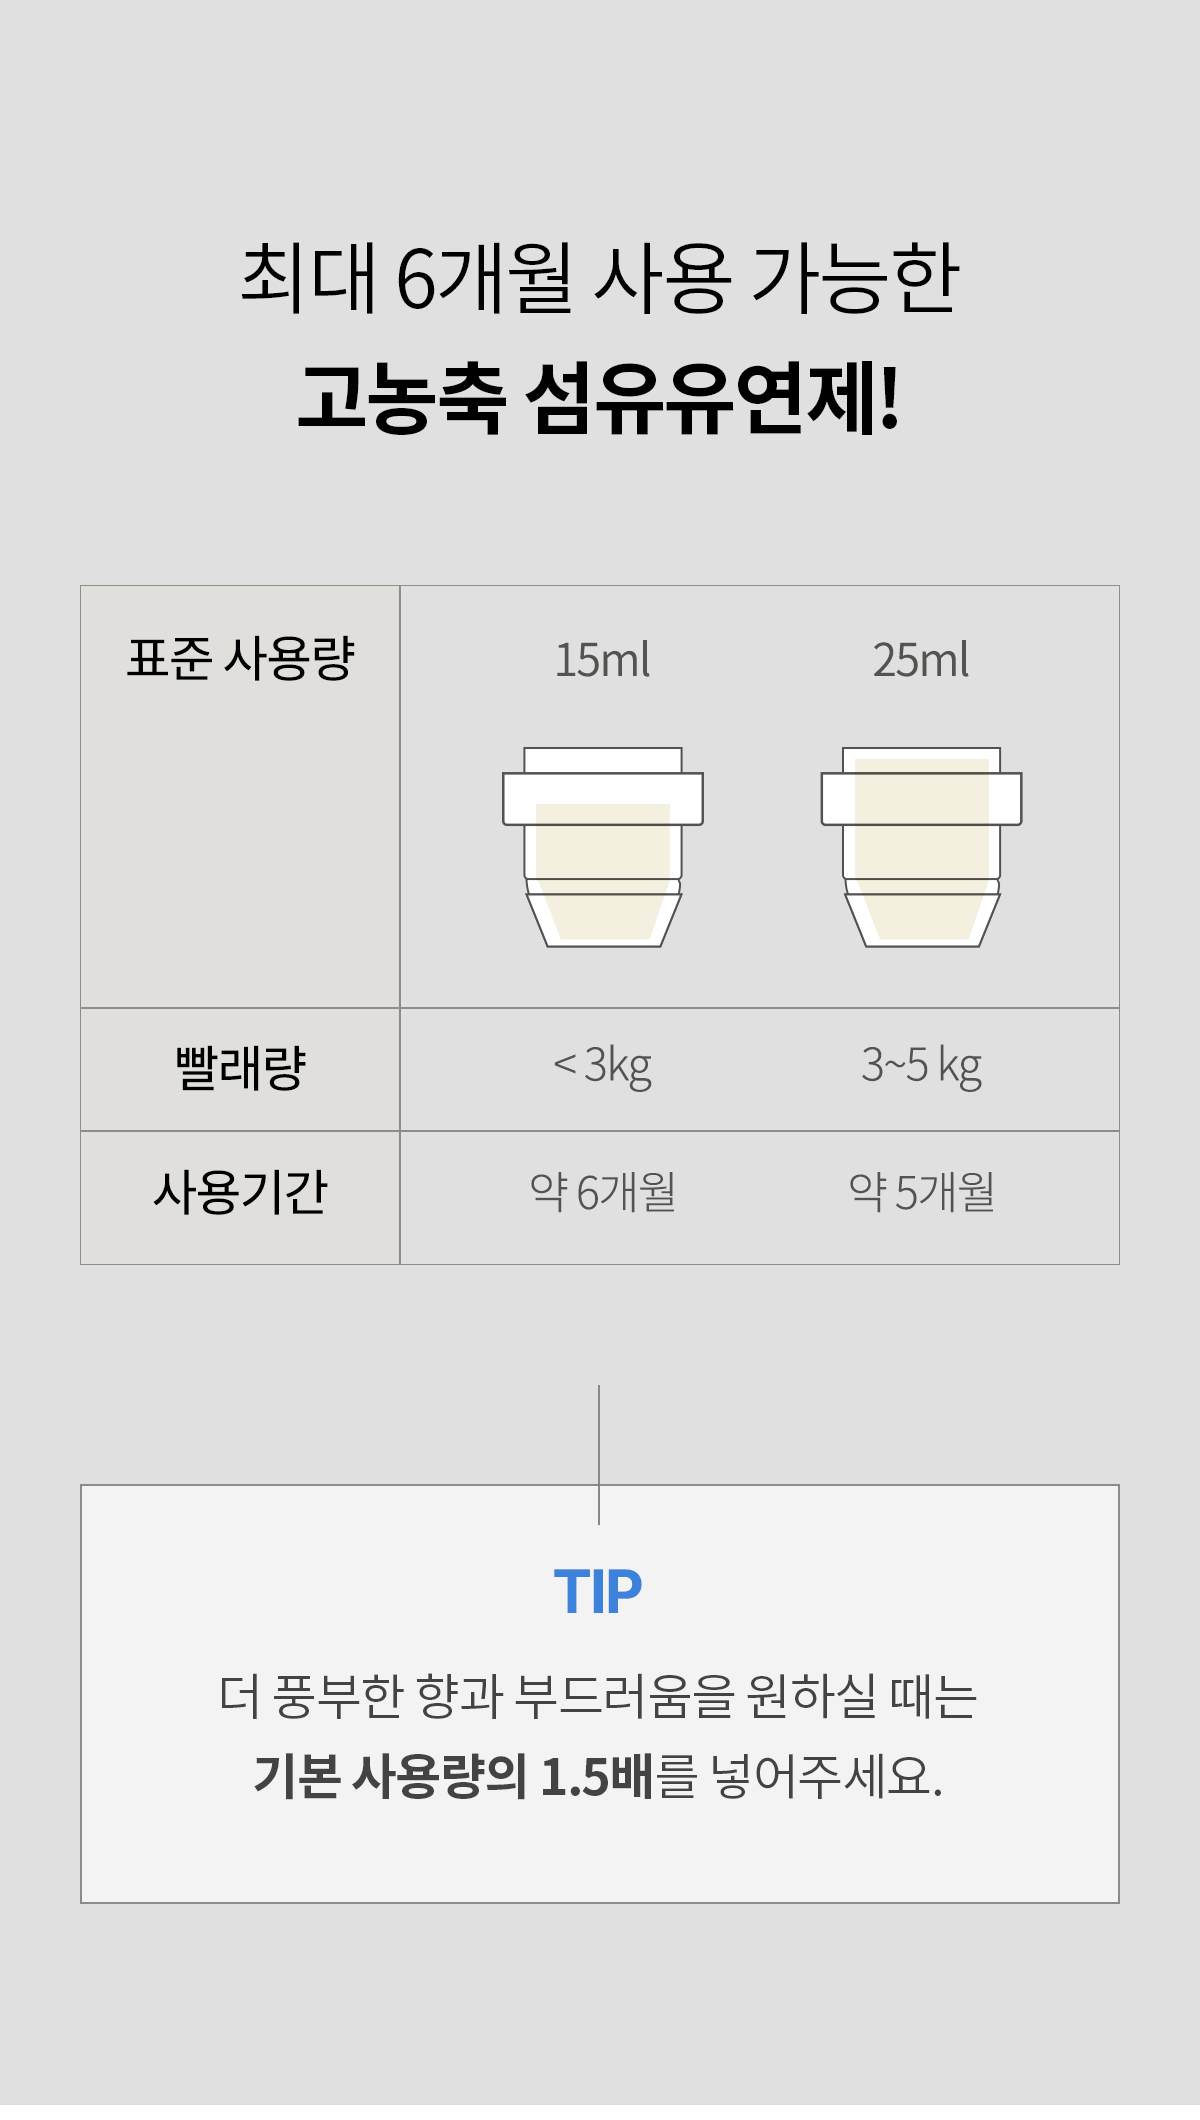 최대 6개월 사용 가능한
고농축 섬유유연제!
표준 사용량 15ml 25ml
빨래량 < 3kg 3~5 kg
사용기간 약 6개월 약 5개월
TIP
더 풍부한 향과 부드러움을 원하실 때는
기본 사용량의 1.5배를 넣어주세요.